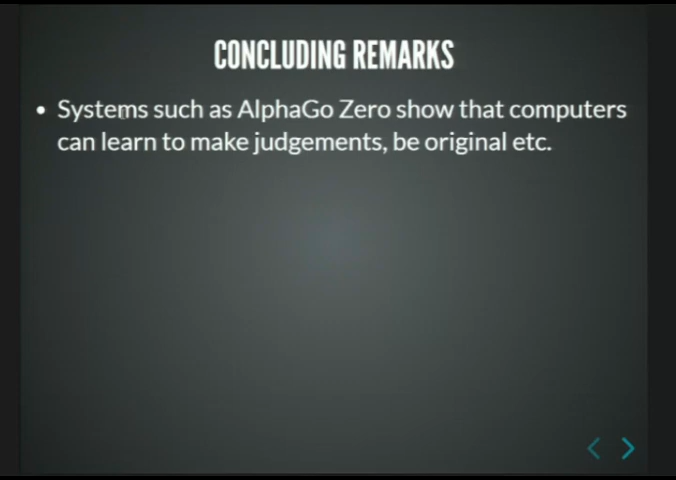 CONCLUDING REMARKS
• Systems such as AlphaGo Zero show that computers
can learn to make judgements, be original etc.